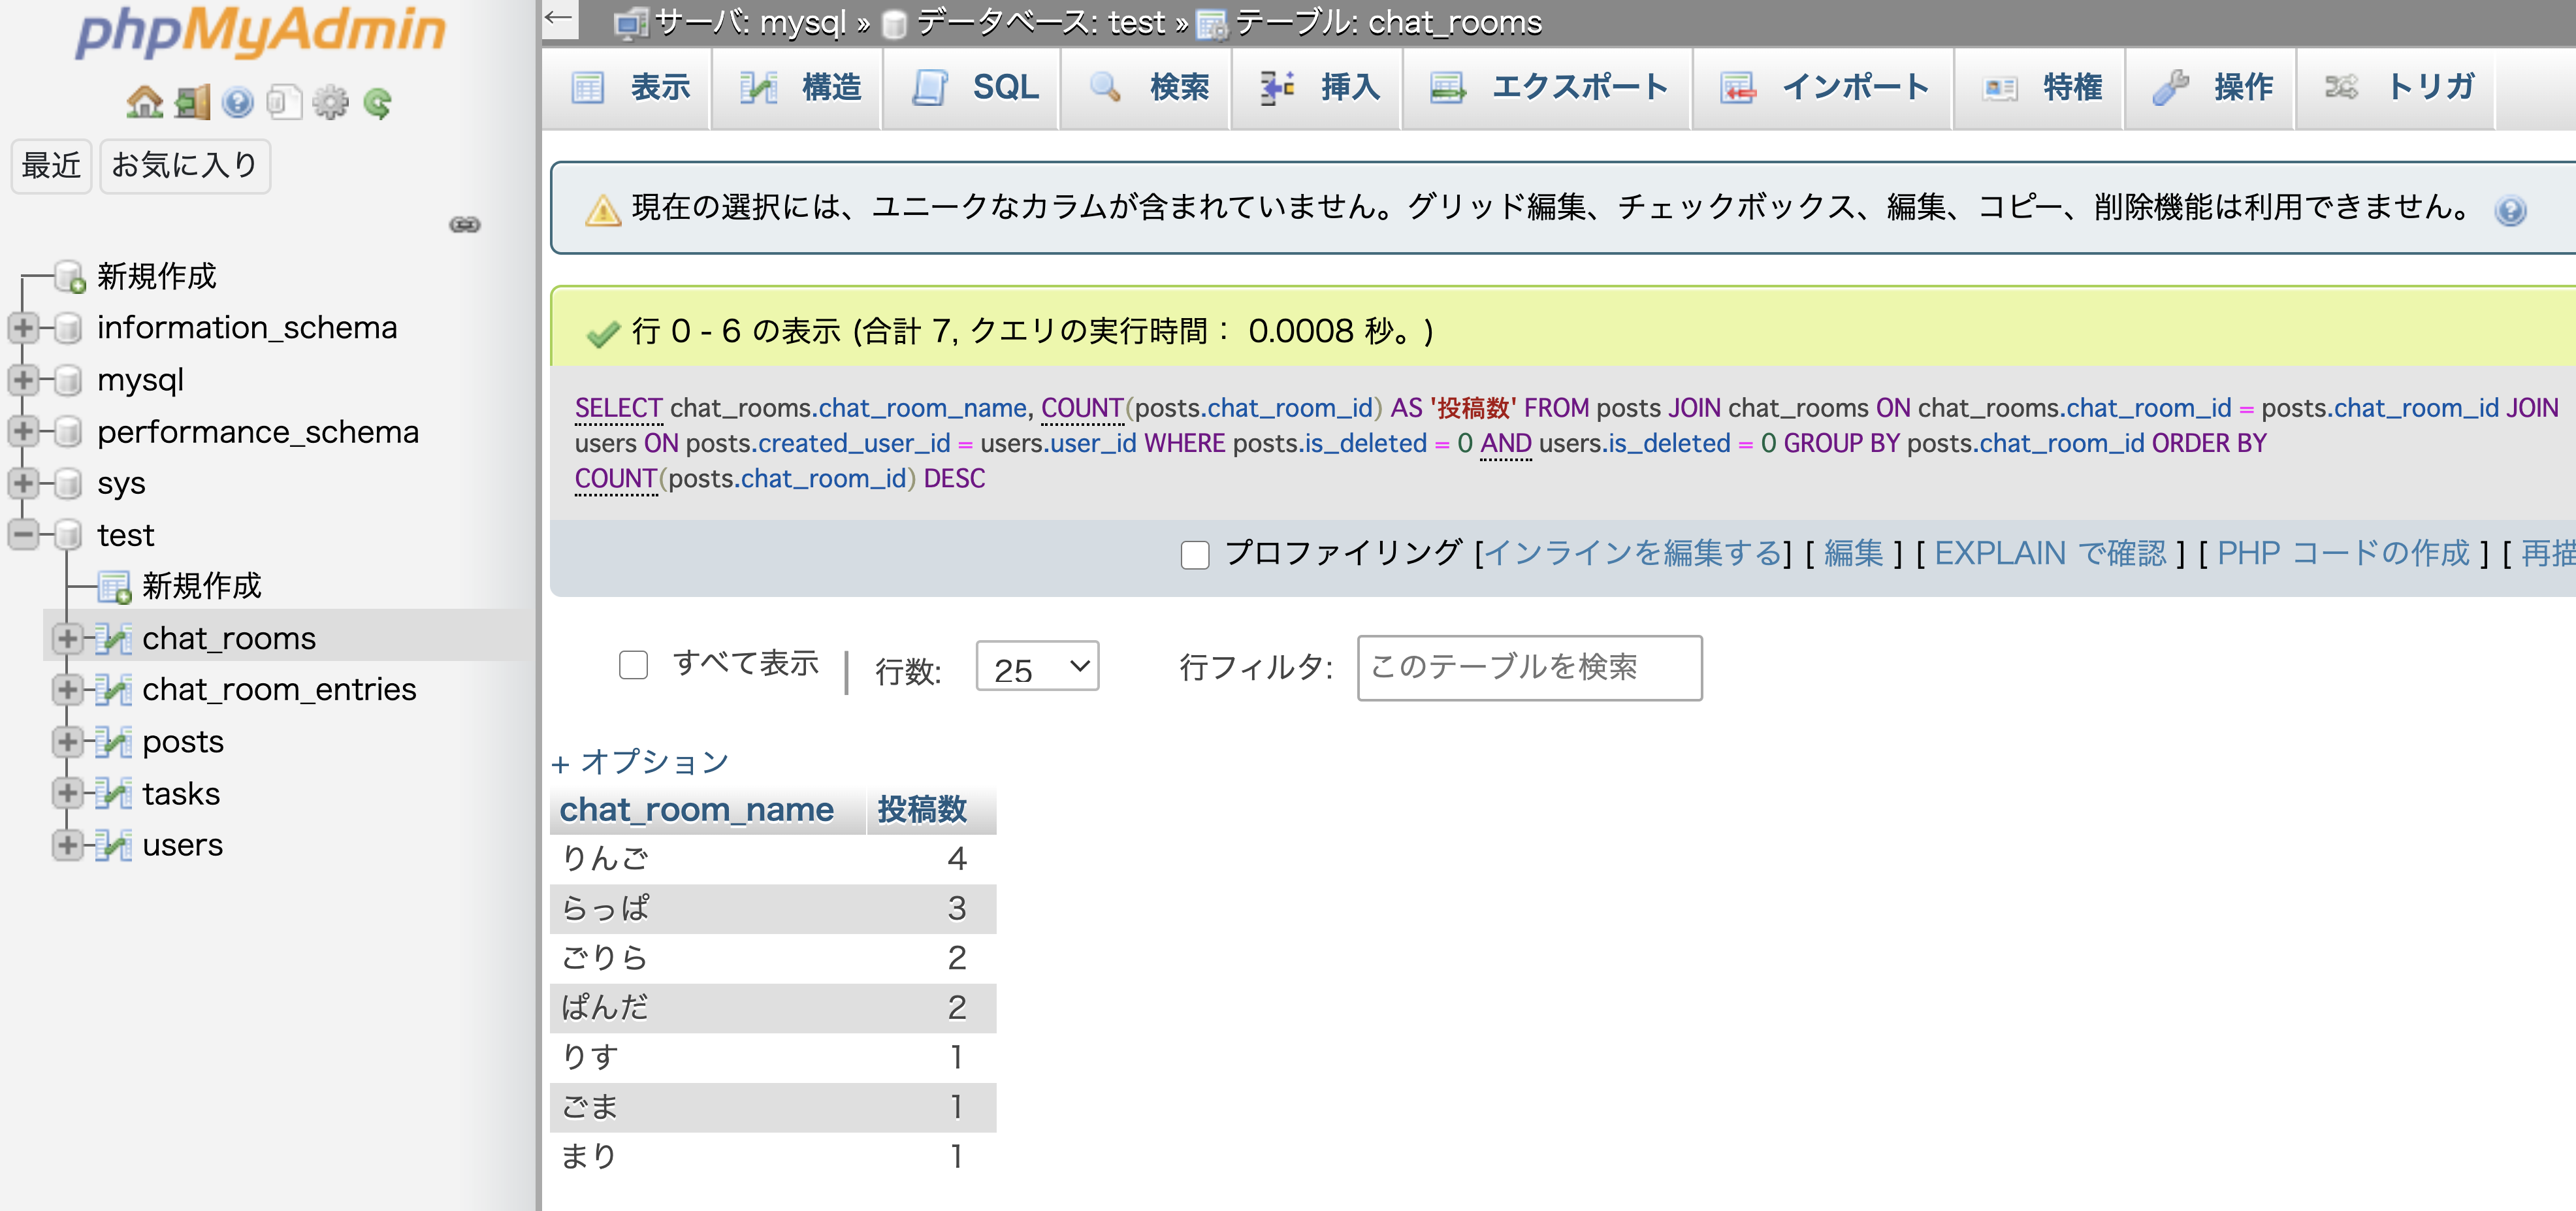 phpMyAdmin
最近 お気に入り
新規作成
information_schema
mysql
performance_schema
sys
test
新規作成
chat_rooms
chat_room_entries
posts
tasks
users
サーバ: mysql » データベース: test » テーブル: chat_rooms
表示 構造 SQL 検索 挿入 エクスポート インポート 特権 操作 トリガ
現在の選択には、ユニークなカラムが含まれていません。グリッド編集、チェックボックス、編集、コピー、削除機能は利用できません。
行 0 - 6 の表示 (合計 7, クエリの実行時間： 0.0008 秒。)
SELECT chat_rooms.chat_room_name, COUNT(posts.chat_room_id) AS '投稿数' FROM posts JOIN chat_rooms ON chat_rooms.chat_room_id = posts.chat_room_id JOIN
users ON posts.created_user_id = users.user_id WHERE posts.is_deleted = 0 AND users.is_deleted = 0 GROUP BY posts.chat_room_id ORDER BY
COUNT(posts.chat_room_id) DESC
プロファイリング [インラインを編集する] [ 編集 ] [ EXPLAIN で確認 ] [ PHP コードの作成 ] [ 再描
すべて表示 | 行数: 25 行フィルタ: このテーブルを検索
+ オプション
chat_room_name 投稿数
りんご 4
らっぱ 3
ごりら 2
ぱんだ 2
りす 1
ごま 1
まり 1